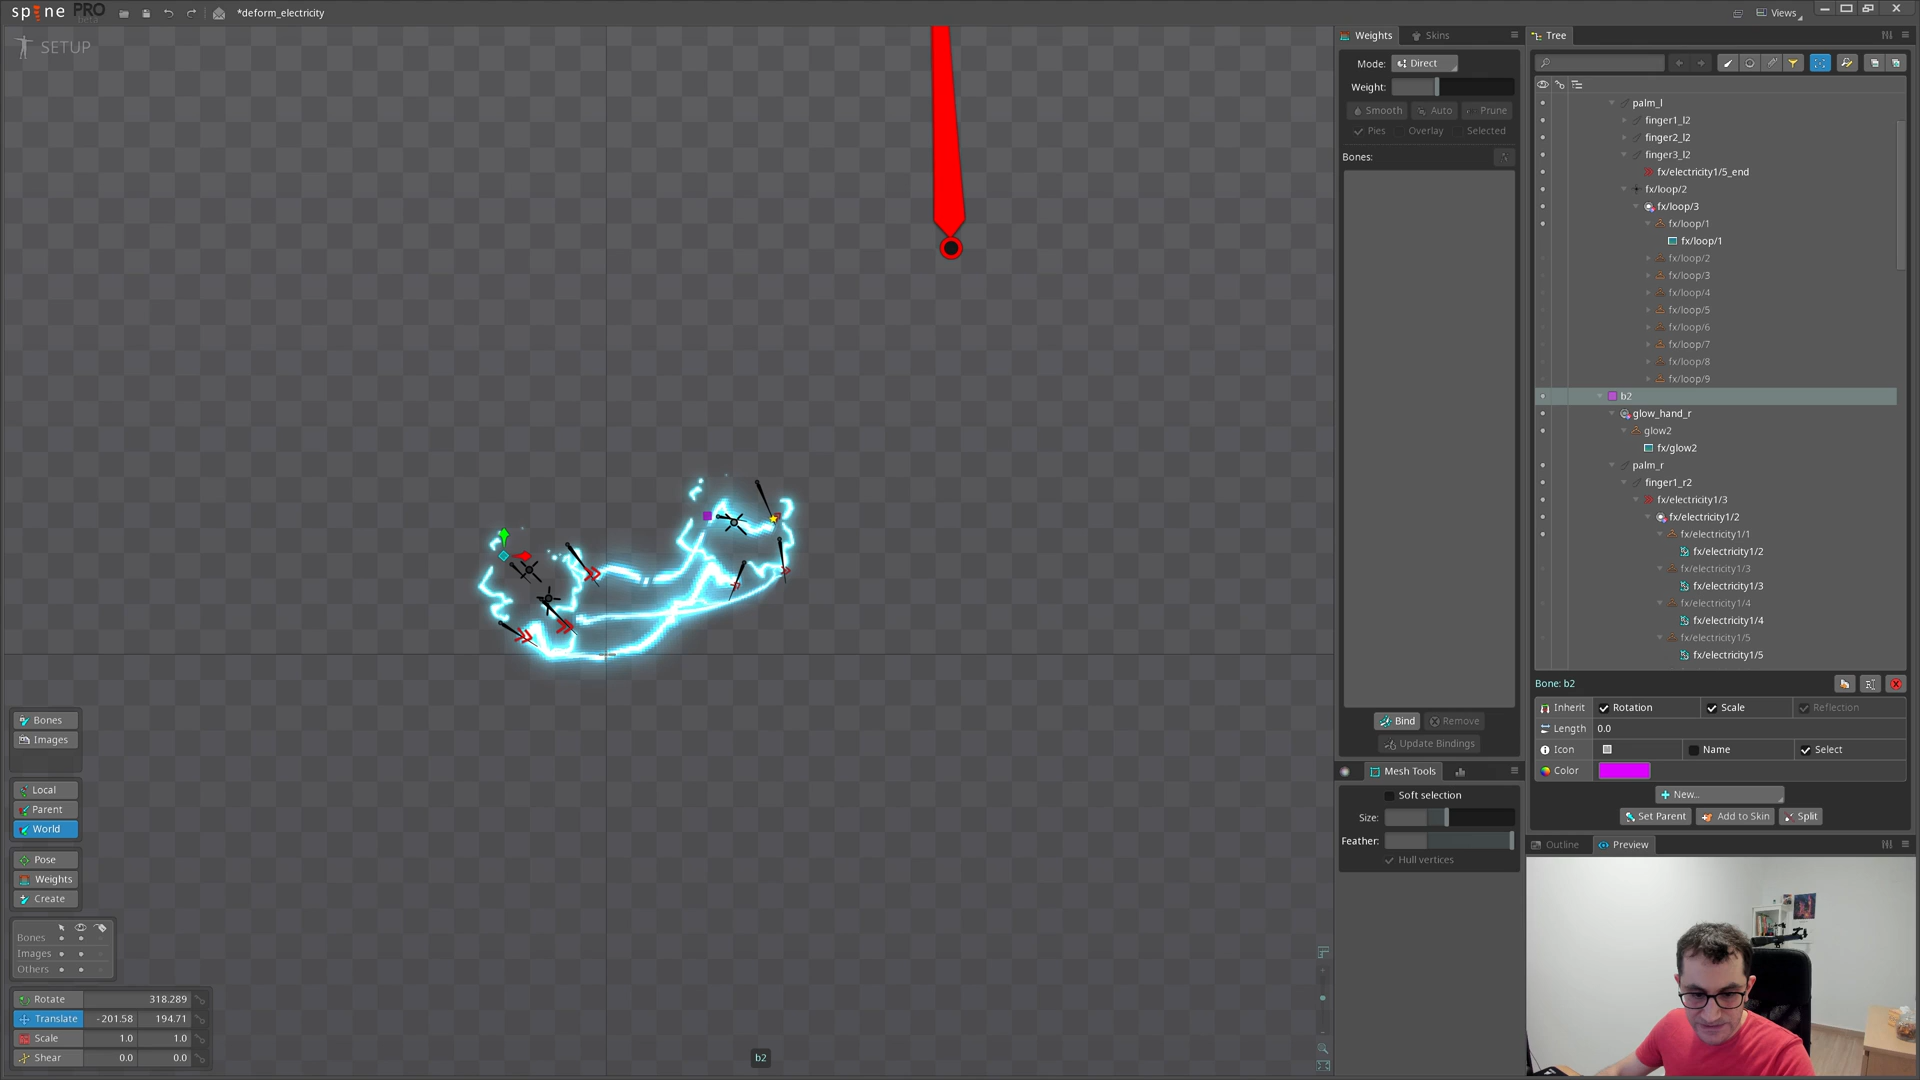 spine PRO
beta
*deform_electricity
Views
SETUP
Weights
Skins
Tree
Mode:
Direct
Weight:
Smooth
Auto
Prune
Pies
Overlay
Selected
Bones:
palm_l
finger1_l2
finger2_l2
finger3_l2
fx/electricity1/5_end
fx/loop/2
fx/loop/3
fx/loop/1
fx/loop/1
fx/loop/2
fx/loop/3
fx/loop/4
fx/loop/5
fx/loop/6
fx/loop/7
fx/loop/8
fx/loop/9
b2
glow_hand_r
glow2
fx/glow2
palm_r
finger1_r2
fx/electricity1/3
fx/electricity1/2
fx/electricity1/1
fx/electricity1/2
fx/electricity1/3
fx/electricity1/3
fx/electricity1/4
fx/electricity1/4
fx/electricity1/5
fx/electricity1/5
Bone: b2
Inherit
Rotation
Scale
Reflection
Length
0.0
Icon
Name
Select
Color
New...
Set Parent
Add to Skin
Split
Bind
Remove
Update Bindings
Mesh Tools
Soft selection
Size:
Feather:
Hull vertices
Outline
Preview
Bones
Images
Local
Parent
World
Pose
Weights
Create
Bones
Images
Others
Rotate 318.289
Translate -201.58 194.71
Scale 1.0 1.0
Shear 0.0 0.0
b2